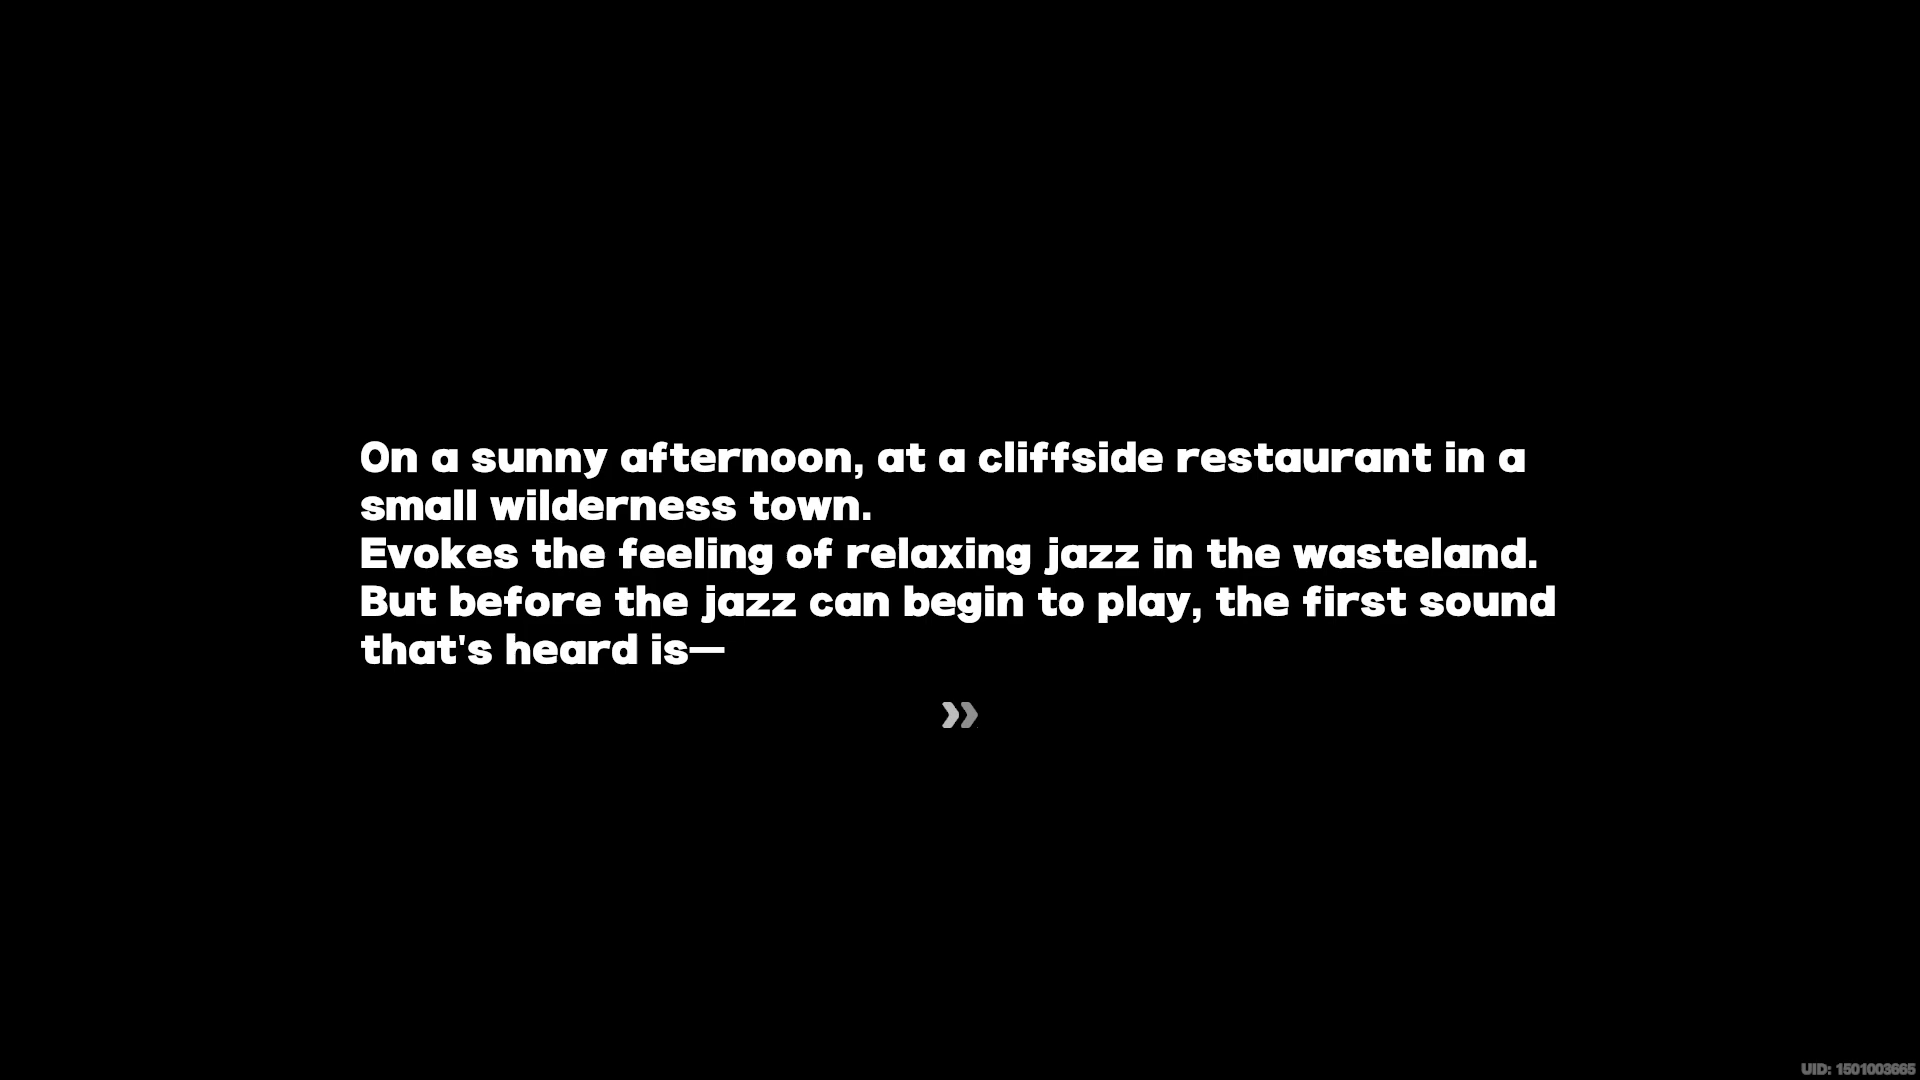 On a sunny afternoon, at a cliffside restaurant in a
small wilderness town.
Evokes the feeling of relaxing jazz in the wasteland.
But before the jazz can begin to play, the first sound
that's heard is—
UID: 1501003665